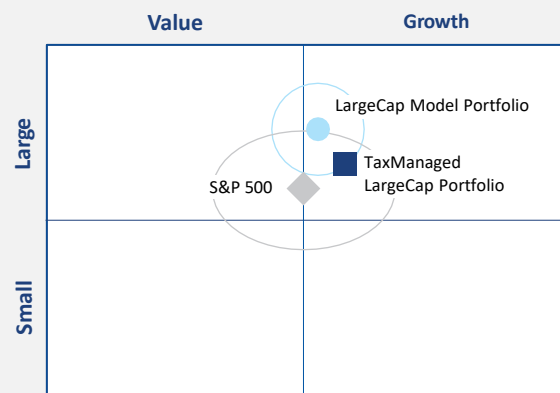 Value
Growth
Large
LargeCap Model Portfolio
TaxManaged
LargeCap Portfolio
S&P 500
Small